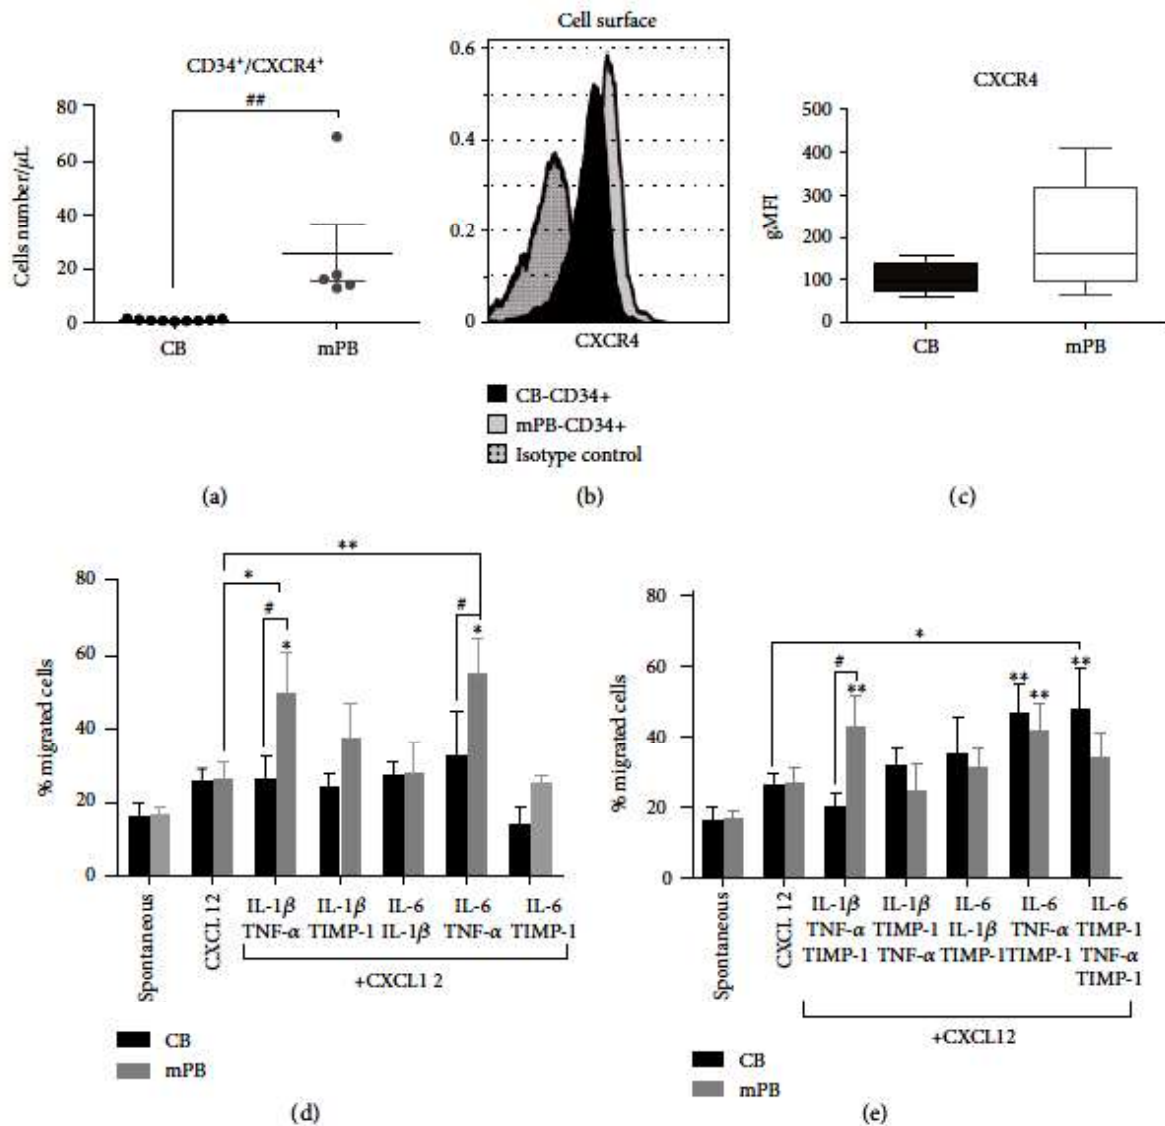 CD34⁺/CXCR4⁺
##
Cells number/μL
80
60
40
20
0
CB mPB
(a)
Cell surface
0.6
0.4
0.2
0
CXCR4
CB-CD34+
mPB-CD34+
Isotype control
(b)
CXCR4
gMFI
500
400
300
200
100
0
CB mPB
(c)
% migrated cells
80
60
40
20
0
**
*
#
*
#
*
Spontaneous
CXCL 12
IL-1β
TNF-α
IL-1β
TIMP-1
IL-6
IL-1β
IL-6
TNF-α
IL-6
TIMP-1
+CXCL1 2
CB
mPB
(d)
% migrated cells
80
60
40
20
0
*
#
**
**
**
**
Spontaneous
CXCL 12
IL-1β
TNF-α
TIMP-1
IL-1β
TIMP-1
TNF-α
IL-6
IL-1β
TIMP-1
IL-6
TNF-α
TIMP-1
IL-6
TIMP-1
TNF-α
TIMP-1
+CXCL12
CB
mPB
(e)